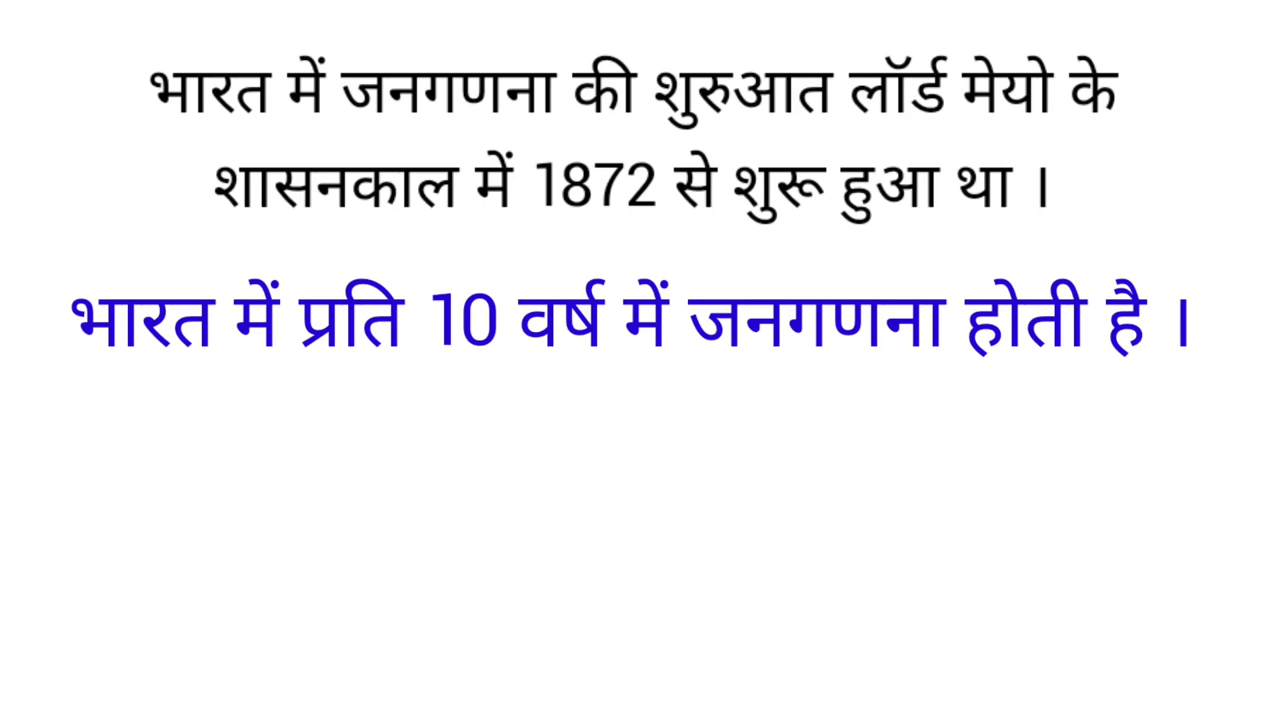 भारत में जनगणना की शुरुआत लॉर्ड मेयो के
शासनकाल में 1872 से शुरू हुआ था ।
भारत में प्रति 10 वर्ष में जनगणना होती है ।